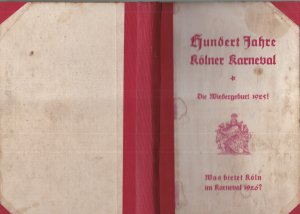 Hundert Jahre
Kölner Karneval
Die Wiedergeburt 1925!
Was bietet Köln
im Karneval 1926?